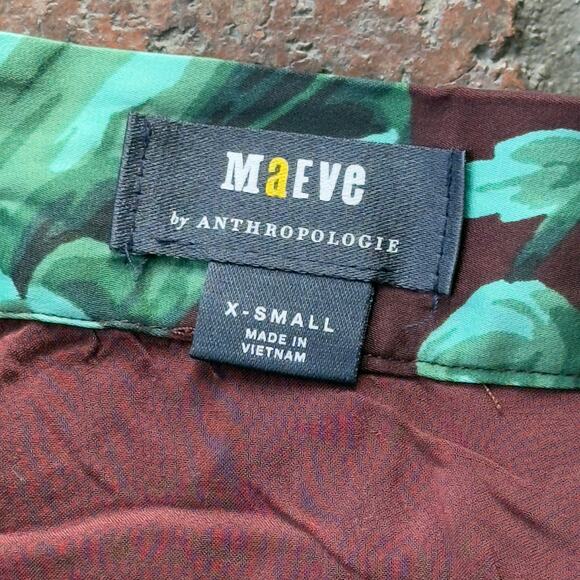 MaEVe
by ANTHROPOLOGIE
X-SMALL
MADE IN
VIETNAM